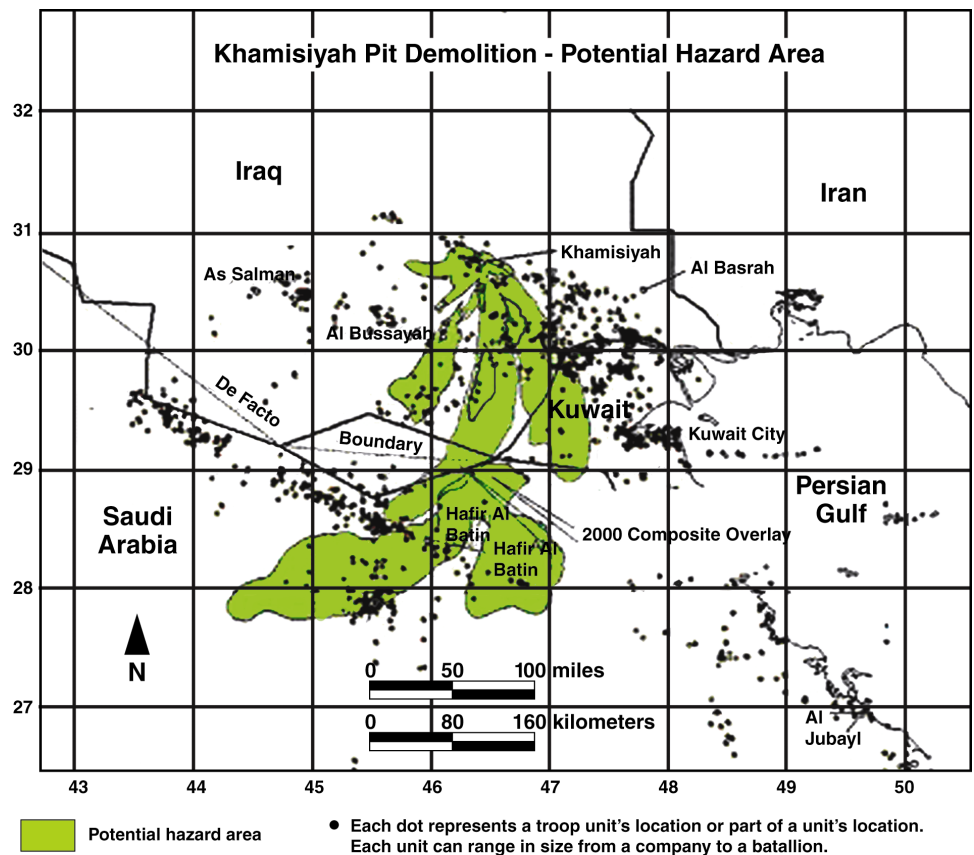 Khamisiyah Pit Demolition - Potential Hazard Area
32
Iraq
Iran
31
Khamisiyah
As Salman
Al Basrah
Al Bussayah
30
De Facto
Kuwait
Boundary
Kuwait City
29
Persian
Gulf
Saudi
Arabia
Hafir Al
Batin
2000 Composite Overlay
Hafir Al
Batin
28
N
0 50 100 miles
27
0 80 160 kilometers
Al
Jubayl
43 44 45 46 47 48 49 50
Potential hazard area
Each dot represents a troop unit's location or part of a unit's location.
Each unit can range in size from a company to a batallion.